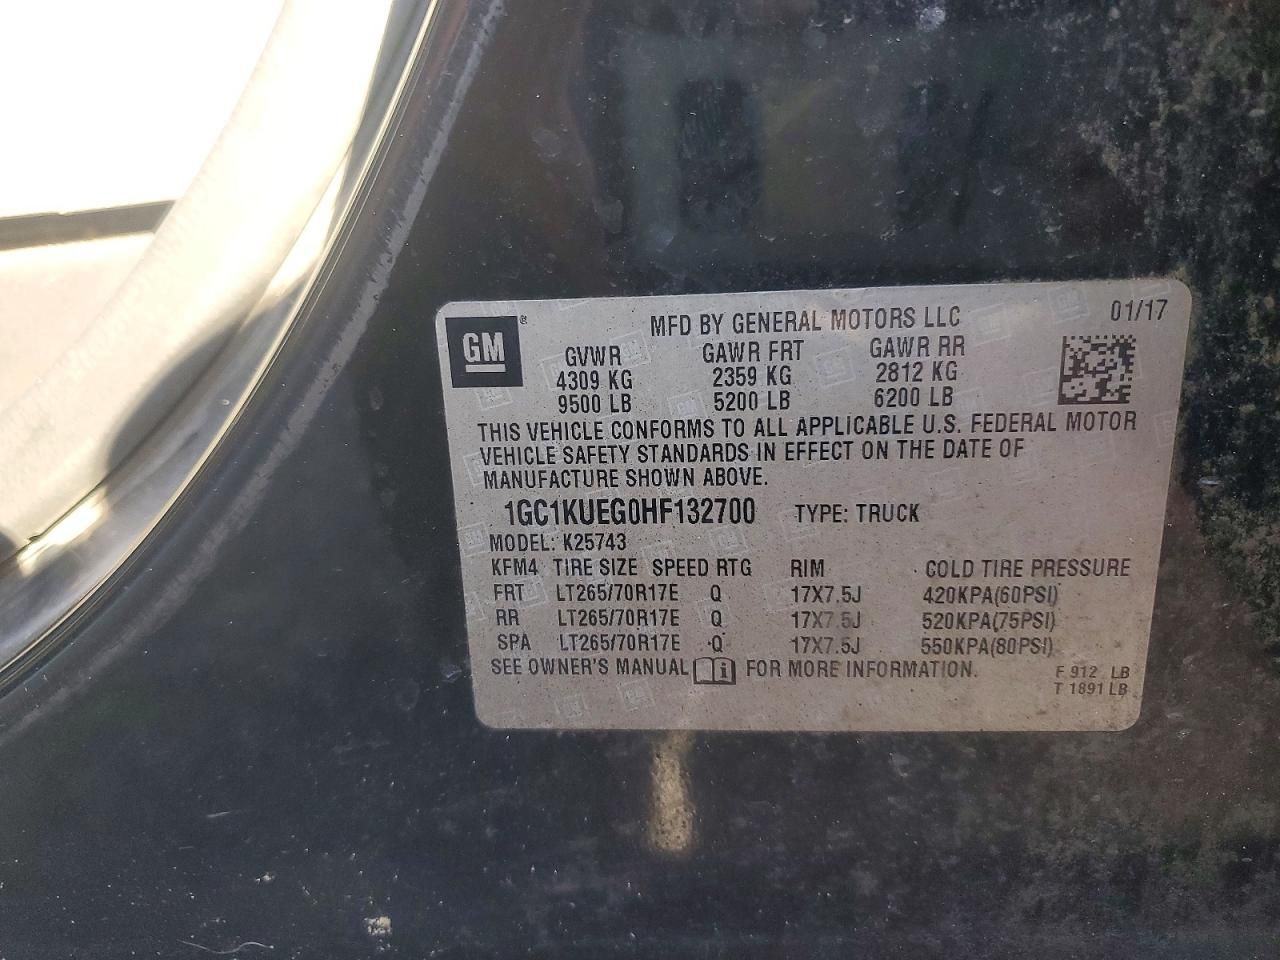 GM ®
MFD BY GENERAL MOTORS LLC 01/17
GVWR GAWR FRT GAWR RR
4309 KG 2359 KG 2812 KG
9500 LB 5200 LB 6200 LB
THIS VEHICLE CONFORMS TO ALL APPLICABLE U.S. FEDERAL MOTOR
VEHICLE SAFETY STANDARDS IN EFFECT ON THE DATE OF
MANUFACTURE SHOWN ABOVE.
1GC1KUEG0HF132700 TYPE: TRUCK
MODEL: K25743
KFM4 TIRE SIZE SPEED RTG RIM COLD TIRE PRESSURE
FRT LT265/70R17E Q 17X7.5J 420KPA(60PSI)
RR LT265/70R17E Q 17X7.5J 520KPA(75PSI)
SPA LT265/70R17E Q 17X7.5J 550KPA(80PSI)
SEE OWNER'S MANUAL i FOR MORE INFORMATION.
F 912 LB
T 1891 LB